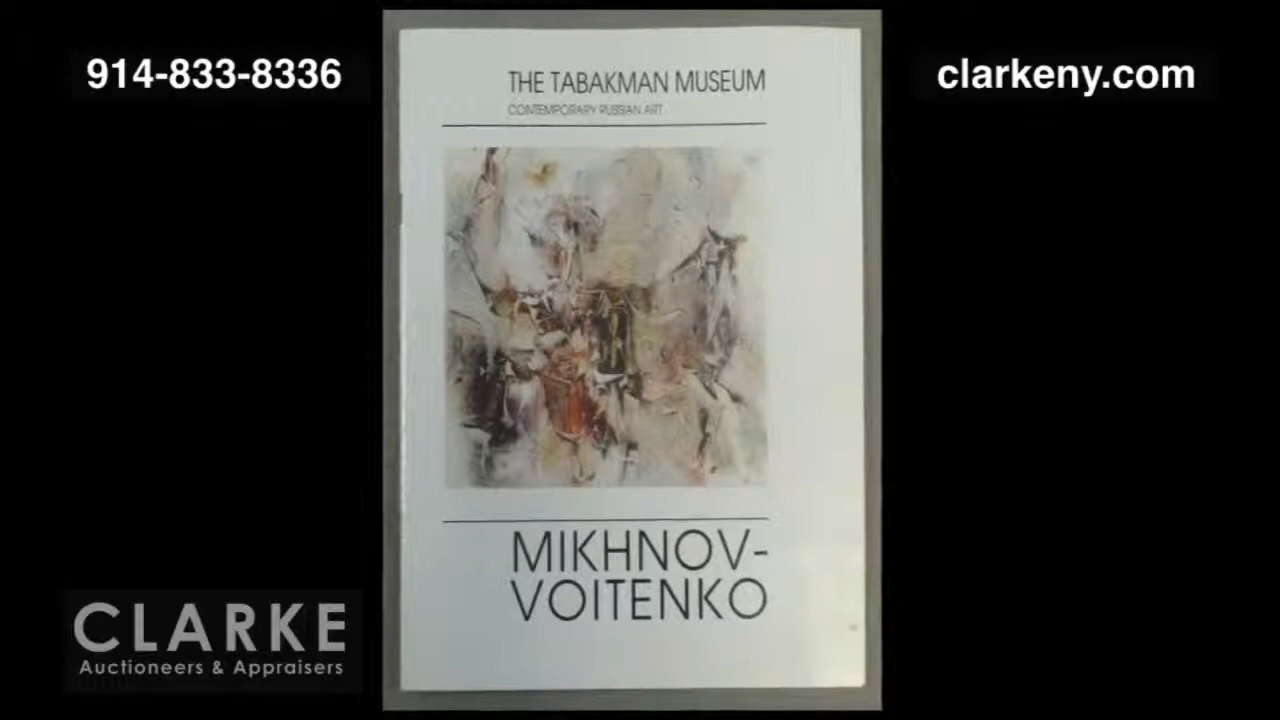 914-833-8336
clarkeny.com
THE TABAKMAN MUSEUM
CONTEMPORARY RUSSIAN ART
MIKHNOV-
VOITENKO
CLARKE
Auctioneers & Appraisers